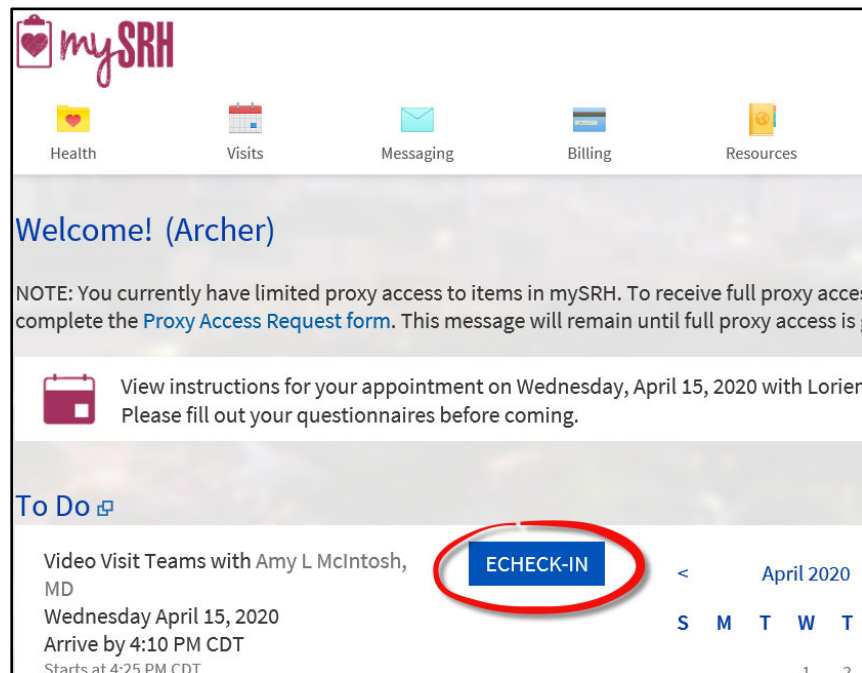 mySRH
Health Visits Messaging Billing Resources
Welcome! (Archer)
NOTE: You currently have limited proxy access to items in mySRH. To receive full proxy
complete the Proxy Access Request form. This message will remain until full proxy access is
View instructions for your appointment on Wednesday, April 15, 2020 with
Please fill out your questionnaires before coming.
To Do
Video Visit Teams with Amy L McIntosh,
MD
ECHECK-IN
Wednesday April 15, 2020
Arrive by 4:10 PM CDT
Starts at 4:25 PM CDT
< April 2020
S M T W T
1 2